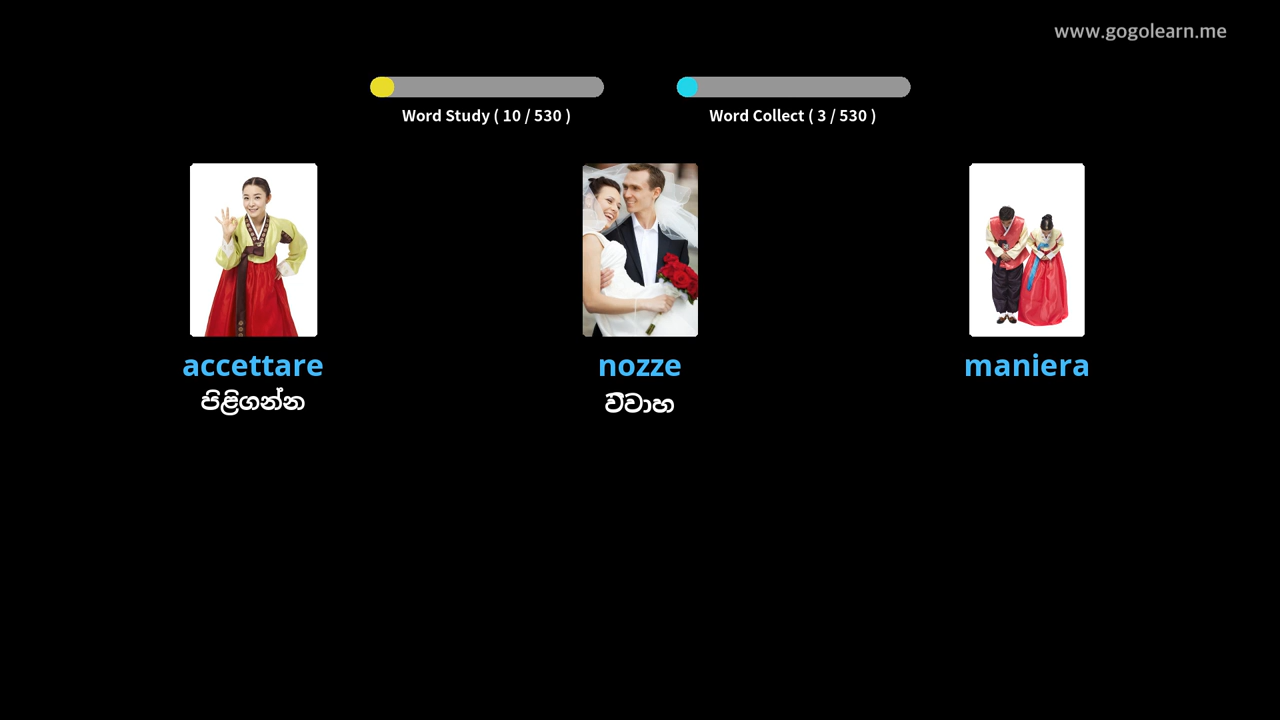 www.gogolearn.me
Word Study ( 10 / 530 )
Word Collect ( 3 / 530 )
accettare
nozze
maniera
පිළිගන්න
විවාහ